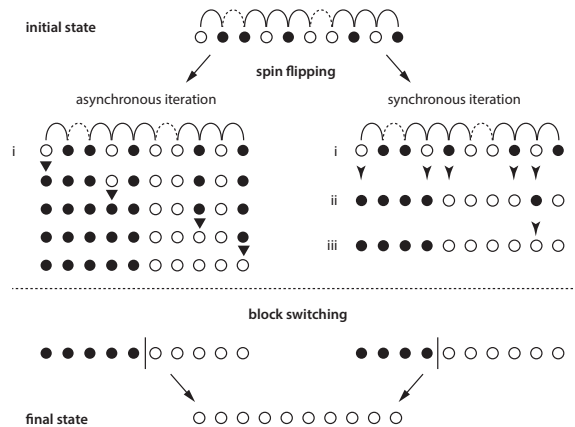 initial state
spin flipping
asynchronous iteration
synchronous iteration
i
i
ii
iii
block switching
final state